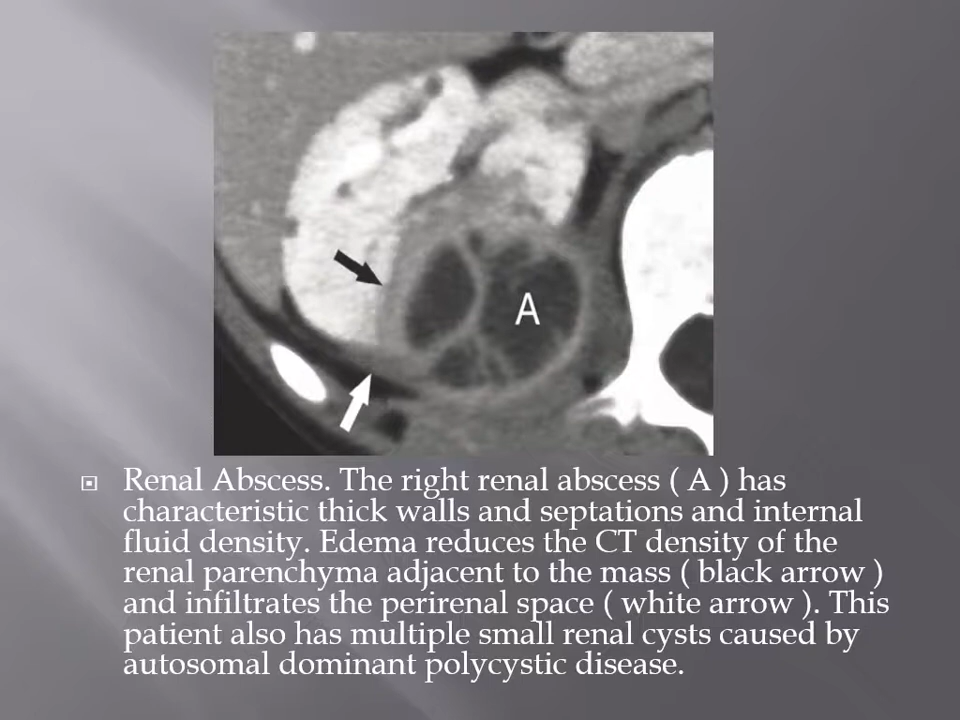 A
Renal Abscess. The right renal abscess ( A ) has
characteristic thick walls and septations and internal
fluid density. Edema reduces the CT density of the
renal parenchyma adjacent to the mass ( black arrow )
and infiltrates the perirenal space ( white arrow ). This
patient also has multiple small renal cysts caused by
autosomal dominant polycystic disease.